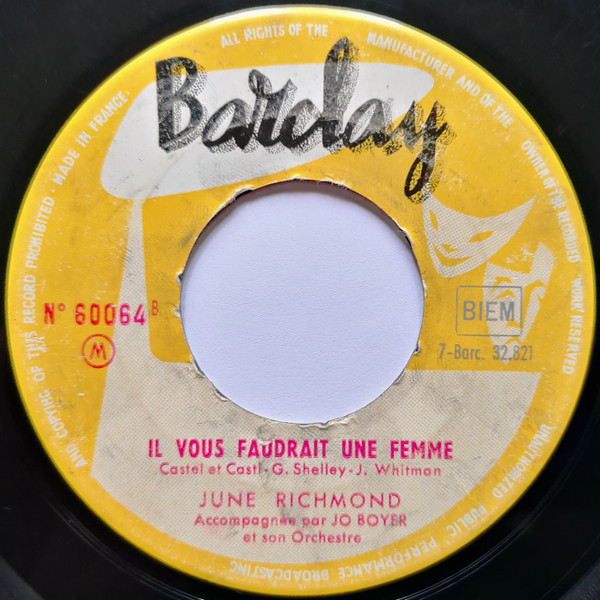 Barclay
ALL RIGHTS OF THE MANUFACTURER AND OF THE OWNER OF THE RECORDED WORK RESERVED
UNAUTHORIZED PUBLIC PERFORMANCE BROADCASTING AND COPYING OF THIS RECORD PROHIBITED · MADE IN FRANCE ·
N° 60064 B
M
BIEM
7-Barc. 32.821
IL VOUS FAUDRAIT UNE FEMME
Castel et Casti - G. Shelley - J. Whitman
JUNE RICHMOND
Accompagnée par JO BOYER
et son Orchestre